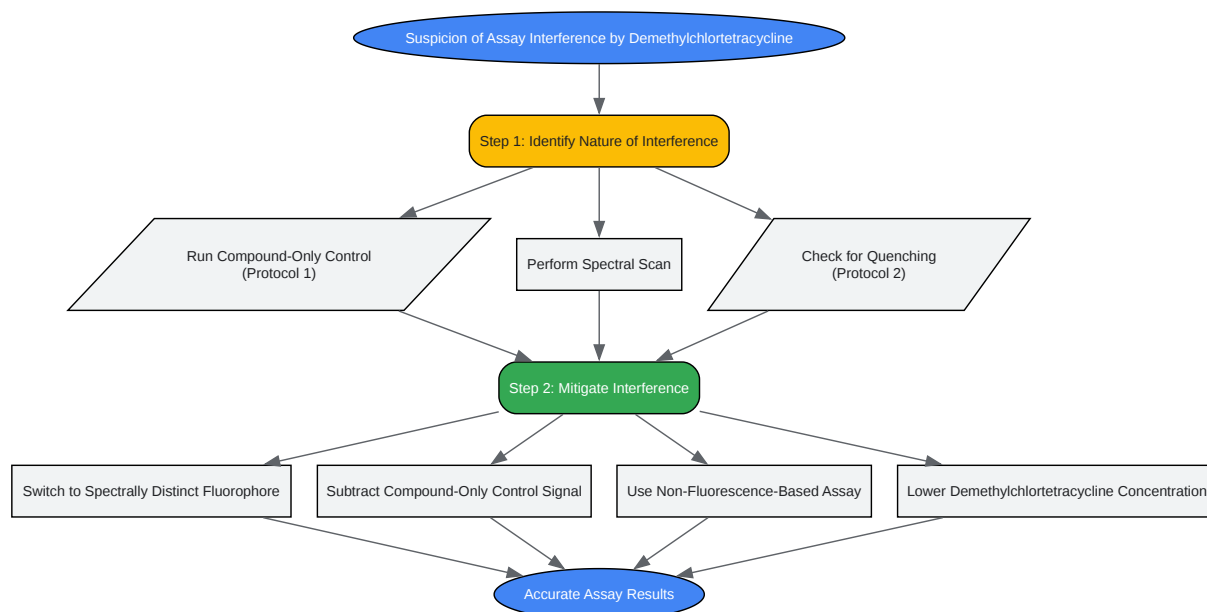 Suspicion of Assay Interference by Demethylchlortetracycline
Step 1: Identify Nature of Interference
Run Compound-Only Control
(Protocol 1)
Perform Spectral Scan
Check for Quenching
(Protocol 2)
Step 2: Mitigate Interference
Switch to Spectrally Distinct Fluorophore
Subtract Compound-Only Control Signal
Use Non-Fluorescence-Based Assay
Lower Demethylchlortetracycline Concentration
Accurate Assay Results